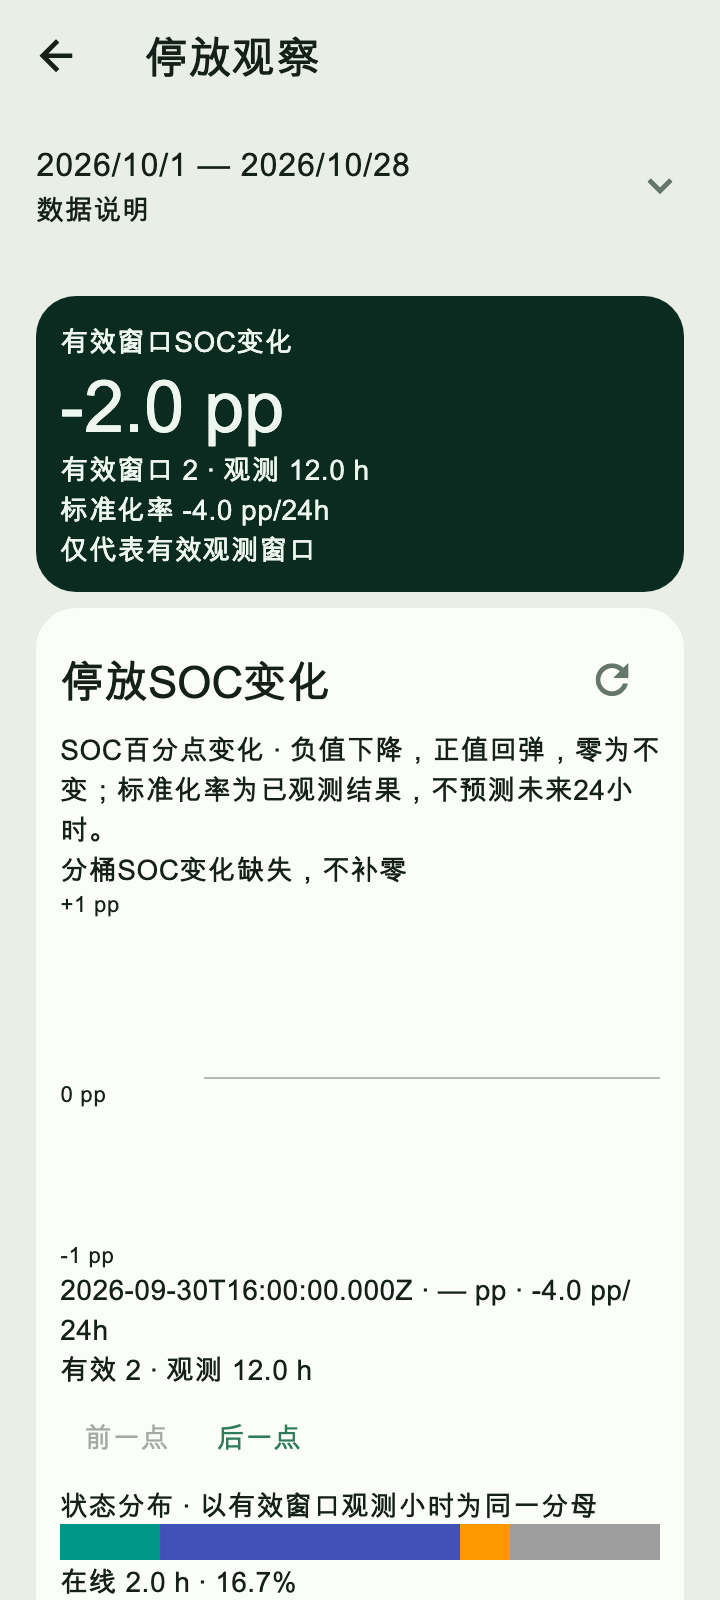 停放观察
2026/10/1 — 2026/10/28
数据说明
有效窗口SOC变化
-2.0 pp
有效窗口 2 · 观测 12.0 h
标准化率 -4.0 pp/24h
仅代表有效观测窗口
停放SOC变化
SOC百分点变化 · 负值下降，正值回弹，零为不
变；标准化率为已观测结果，不预测未来24小
时。
分桶SOC变化缺失，不补零
+1 pp
0 pp
-1 pp
2026-09-30T16:00:00.000Z · — pp · -4.0 pp/
24h
有效 2 · 观测 12.0 h
前一点 后一点
状态分布 · 以有效窗口观测小时为同一分母
在线 2.0 h · 16.7%